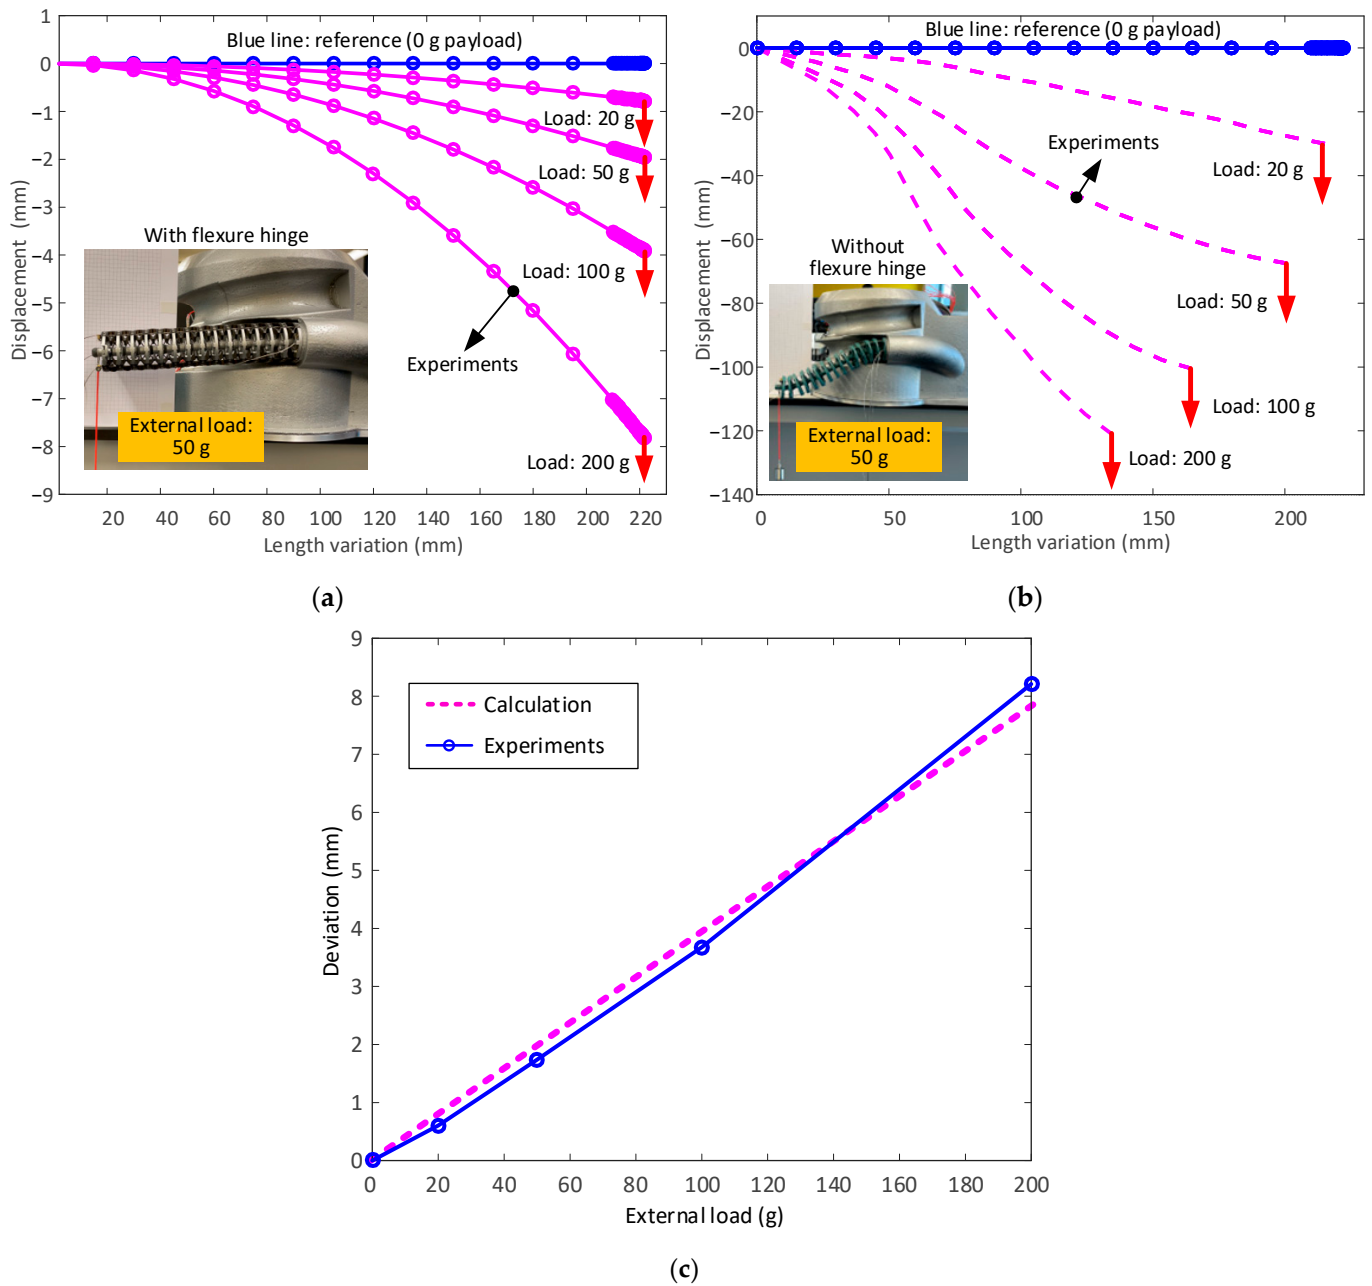 Blue line: reference (0 g payload)
1
0
−1
−2
−3
−4
−5
−6
−7
−8
−9
Displacement (mm)
Load: 20 g
Load: 50 g
Load: 100 g
Load: 200 g
With flexure hinge
External load:
50 g
Experiments
20 40 60 80 100 120 140 160 180 200 220
Length variation (mm)
(a)
Blue line: reference (0 g payload)
0
−20
−40
−60
−80
−100
−120
−140
Displacement (mm)
Experiments
Load: 20 g
Load: 50 g
Load: 100 g
Load: 200 g
Without
flexure hinge
External load:
50 g
0 50 100 150 200
Length variation (mm)
(b)
9
8
7
6
5
4
3
2
1
0
Deviation (mm)
Calculation
Experiments
0 20 40 60 80 100 120 140 160 180 200
External load (g)
(c)